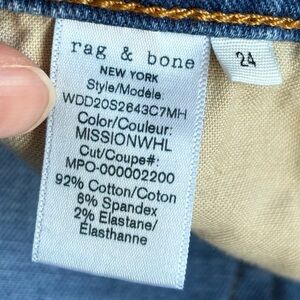 rag & bone
NEW YORK
Style/Modèle:
WDD20S2643C7MH
Color/Couleur:
MISSIONWHL
Cut/Coupe#:
MPO-000002200
92% Cotton/Coton
6% Spandex
2% Elastane/
Élasthanne
24